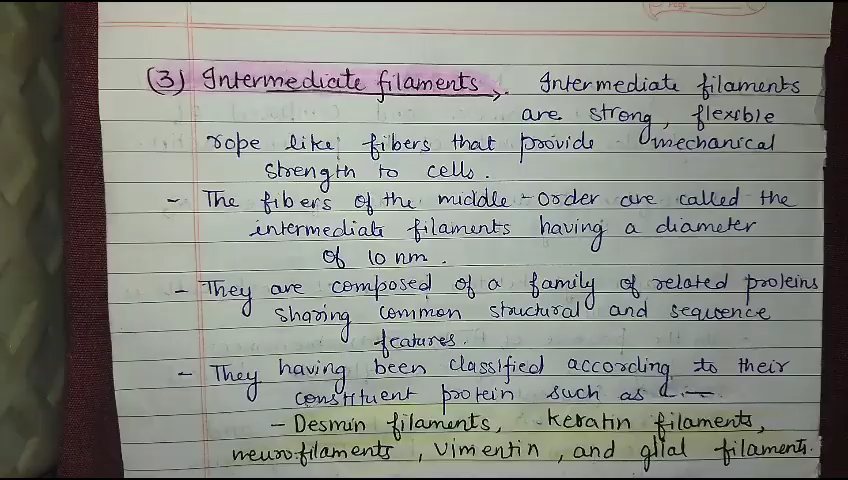 Page
(3) Intermediate filaments → . Intermediate filaments
are strong, flexible
rope like fibers that provide mechanical
strength to cells.
- The fibers of the middle-order are called the
intermediate filaments having a diameter
of 10 nm.
- They are composed of a family of related proteins
sharing common structural and sequence
features.
- They having been classified according to their
constituent protein such as :—
- Desmin filaments, keratin filaments,
neurofilaments, vimentin, and glial filaments.